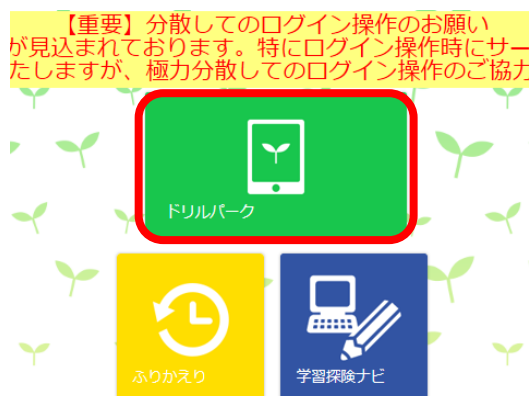 【重要】分散してのログイン操作のお願い
が見込まれております。特にログイン操作時にサー
たしますが、極力分散してのログイン操作のご協力
ドリルパーク
ふりかえり
学習探険ナビ